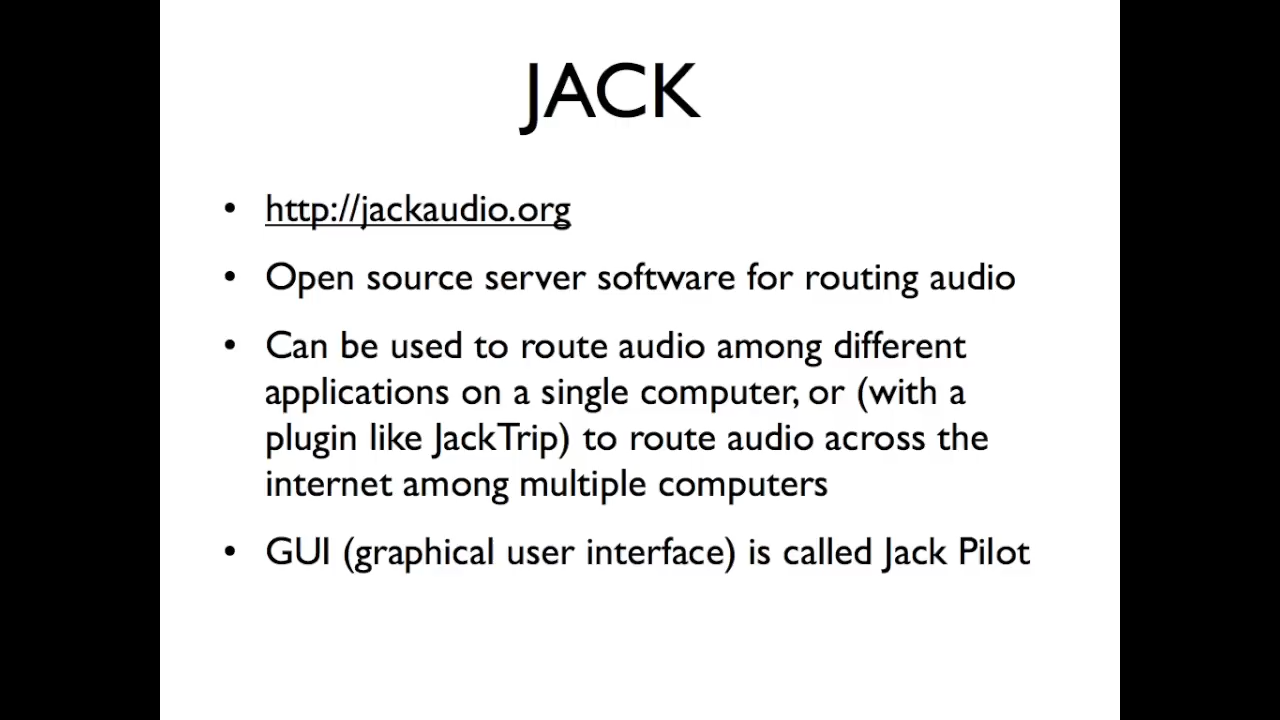 JACK
• http://jackaudio.org
• Open source server software for routing audio
• Can be used to route audio among different
applications on a single computer, or (with a
plugin like JackTrip) to route audio across the
internet among multiple computers
• GUI (graphical user interface) is called Jack Pilot